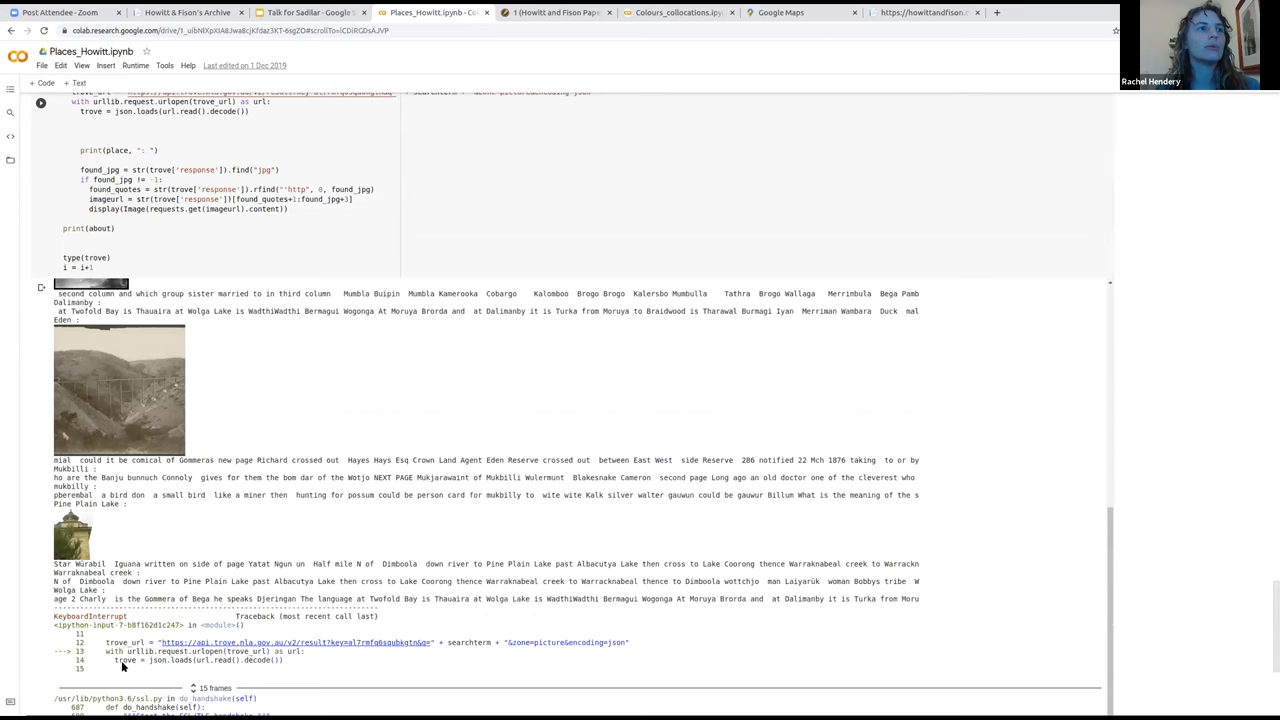 Post Attendee - Zoom
Howitt & Fison's Archive
Talk for Sadilar - Google S
Places_Howitt.ipynb - Col
1 (Howitt and Fison Pape
Colours_collocations.ipy
Google Maps
https://howittandfison.c
Places_Howitt.ipynb
File Edit View Insert Runtime Tools Help Last edited on 1 Dec 2019
Rachel Hendery
+ Code + Text
with urllib.request.urlopen(trove_url) as url:
trove = json.loads(url.read().decode())
print(place, ": ")
found_jpg = str(trove['response']).find("jpg")
if found_jpg != -1:
found_quotes = str(trove['response']).rfind("'http", 0, found_jpg)
imageurl = str(trove['response'])[found_quotes+1:found_jpg+3]
display(Image(requests.get(imageurl).content))
print(about)
type(trove)
i = i+1
second column and which group sister married to in third column Mumbla Buipin Mumbla Kamerooka Cobargo Kalomboo Brogo Brogo Kalersbo Mumbulla Tathra Brogo Wallaga Merrimbula Bega Pamb
Dalimanby :
at Twofold Bay is Thauaira at Wolga Lake is WadthiWadthi Bermagui Wogonga At Moruya Brorda and at Dalimanby it is Turka from Moruya to Braidwood is Tharawal Burmagi Iyan Merriman Wambara Duck mal
Eden :
mial could it be comical of Gommeras new page Richard crossed out Hayes Hays Esq Crown Land Agent Eden Reserve crossed out between East West side Reserve 286 notified 22 Mch 1876 taking to or by
Mukbilli :
ho are the Banju bunnuch Connoly gives for them the bom dar of the Wotjo NEXT PAGE Mukjarawaint of Mukbilli Wulermunt Blakesnake Cameron second page Long ago an old doctor one of the cleverest who
mukbilly :
pberembal a bird don a small bird like a miner then hunting for possum could be person card for mukbilly to wite wite Kalk silver walter gauwun could be gauwur Billum What is the meaning of the s
Pine Plain Lake :
Star Würabil Iguana written on side of page Yatat Ngun un Half mile N of Dimboola down river to Pine Plain Lake past Albacutya Lake then cross to Lake Coorong thence Warraknabeal creek to Warrackn
Warraknabeal creek :
N of Dimboola down river to Pine Plain Lake past Albacutya Lake then cross to Lake Coorong thence Warraknabeal creek to Warracknabeal thence to Dimboola wottchjo man Laiyarük woman Bobbys tribe W
Wolga Lake :
age 2 Charly is the Gommera of Bega he speaks Djeringan The language at Twofold Bay is Thauaira at Wolga Lake is WadthiWadthi Bermagui Wogonga At Moruya Brorda and at Dalimanby it is Turka from Moru
KeyboardInterrupt Traceback (most recent call last)
<ipython-input-7-b8f162d1c247> in <module>()
11
12 trove_url = "https://api.trove.nla.gov.au/v2/result?key=al7rmfq6squbkgtn&q=" + searchterm + "&zone=picture&encoding=json"
---> 13 with urllib.request.urlopen(trove_url) as url:
14 trove = json.loads(url.read().decode())
15
15 frames
/usr/lib/python3.6/ssl.py in do_handshake(self)
687 def do_handshake(self):